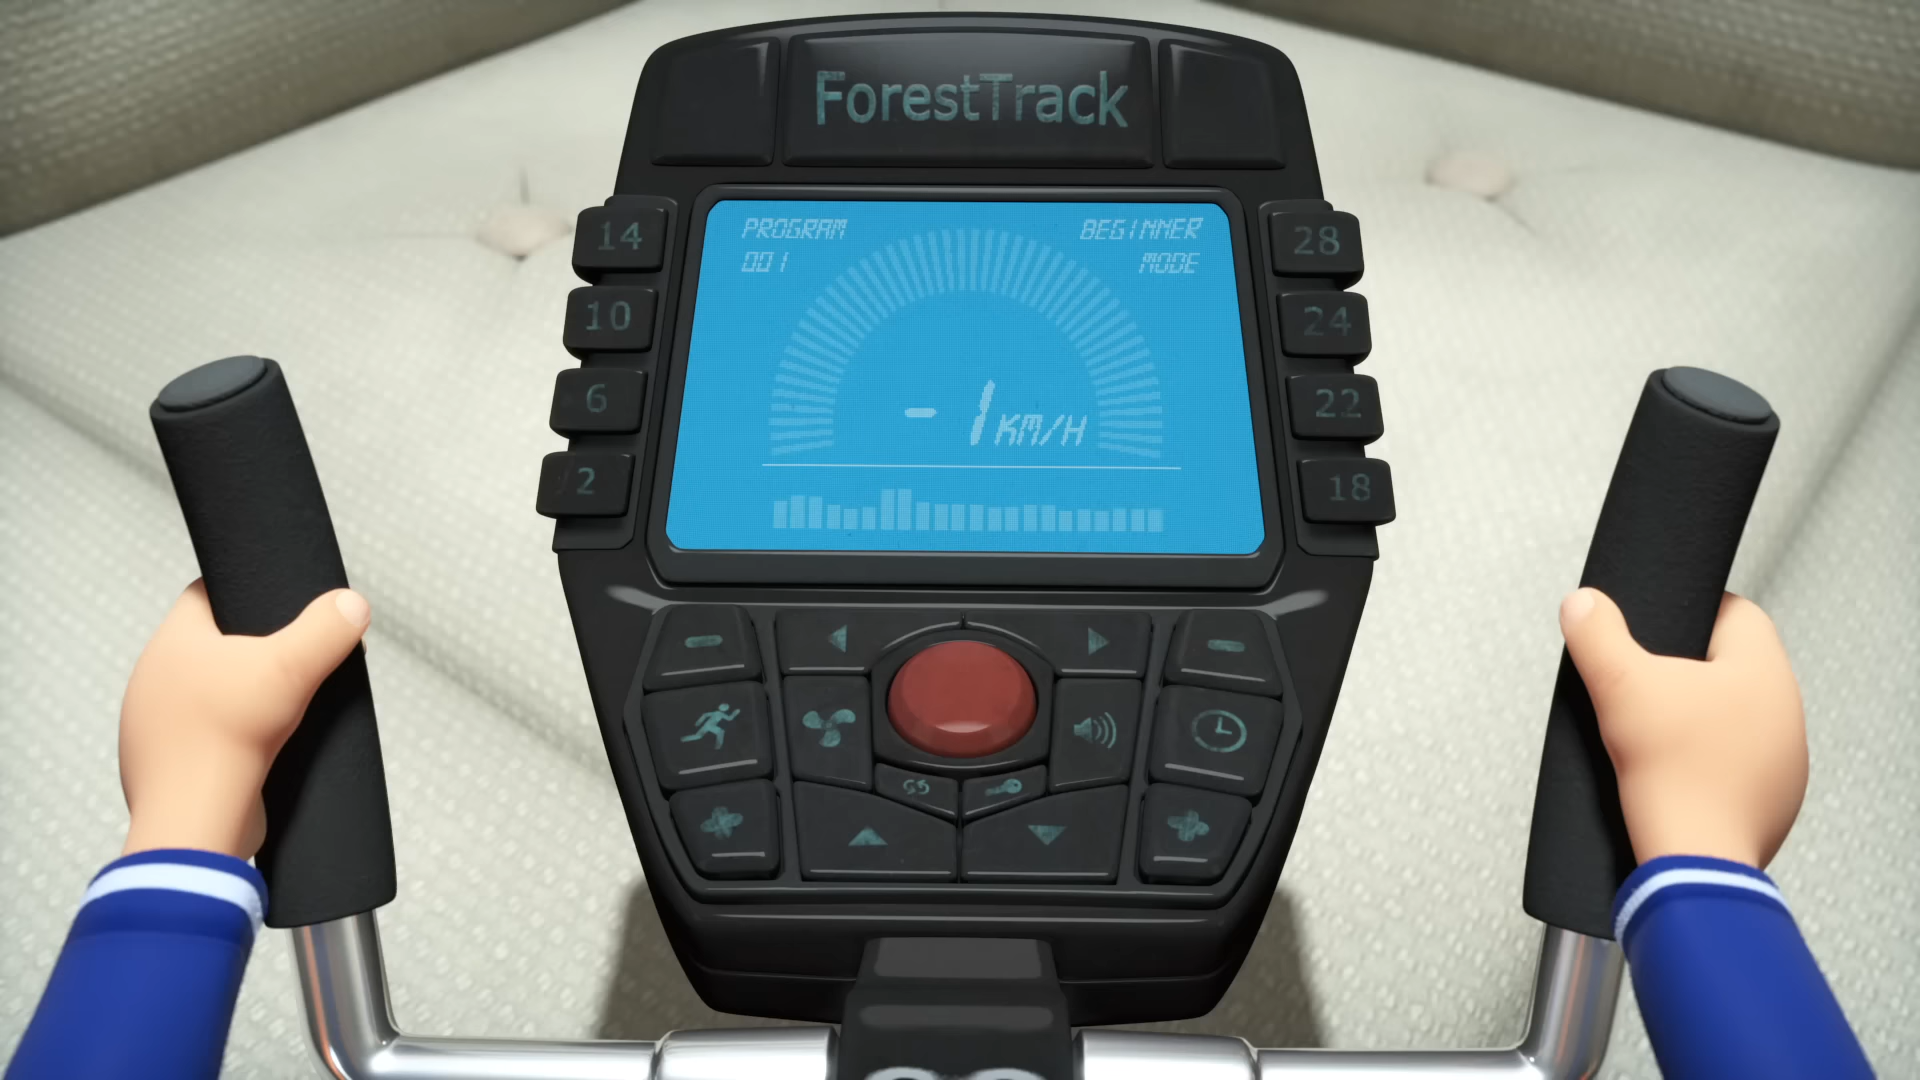 ForestTrack
PROGRAM
001
BEGINNER
MODE
14
10
6
2
28
24
22
18
-1 KM/H